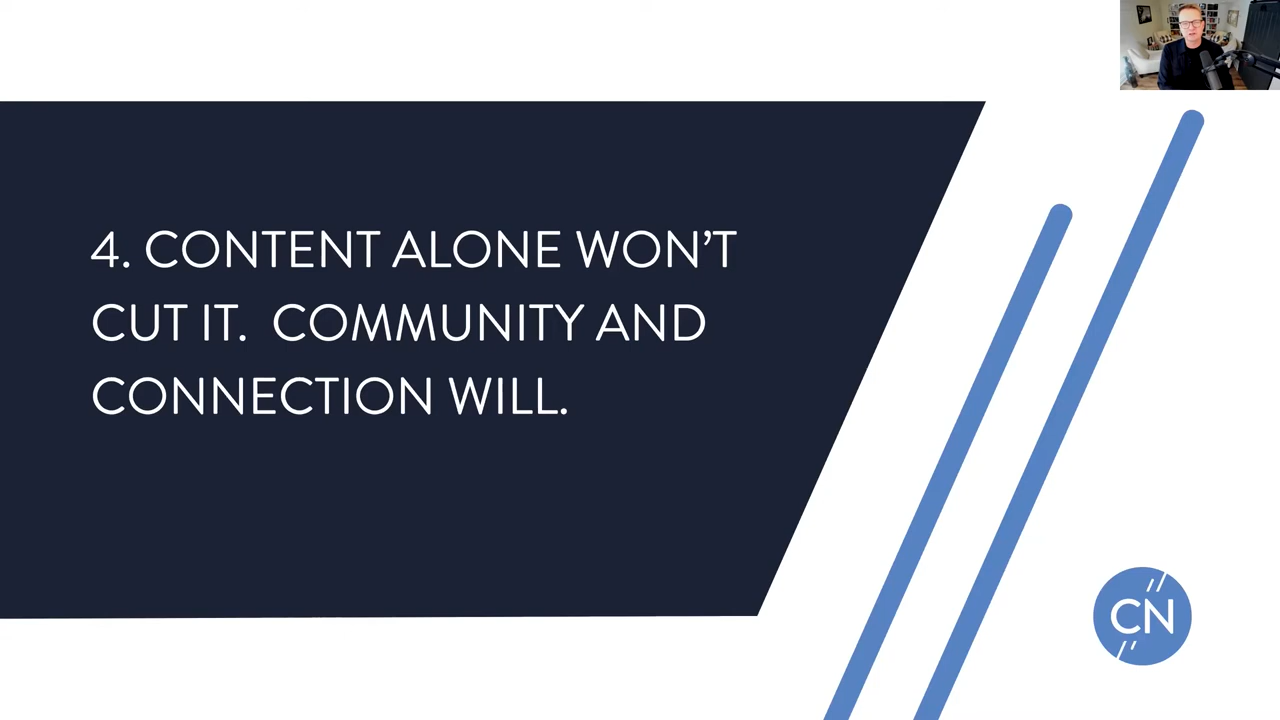 4. CONTENT ALONE WON’T
CUT IT.  COMMUNITY AND
CONNECTION WILL.
CN